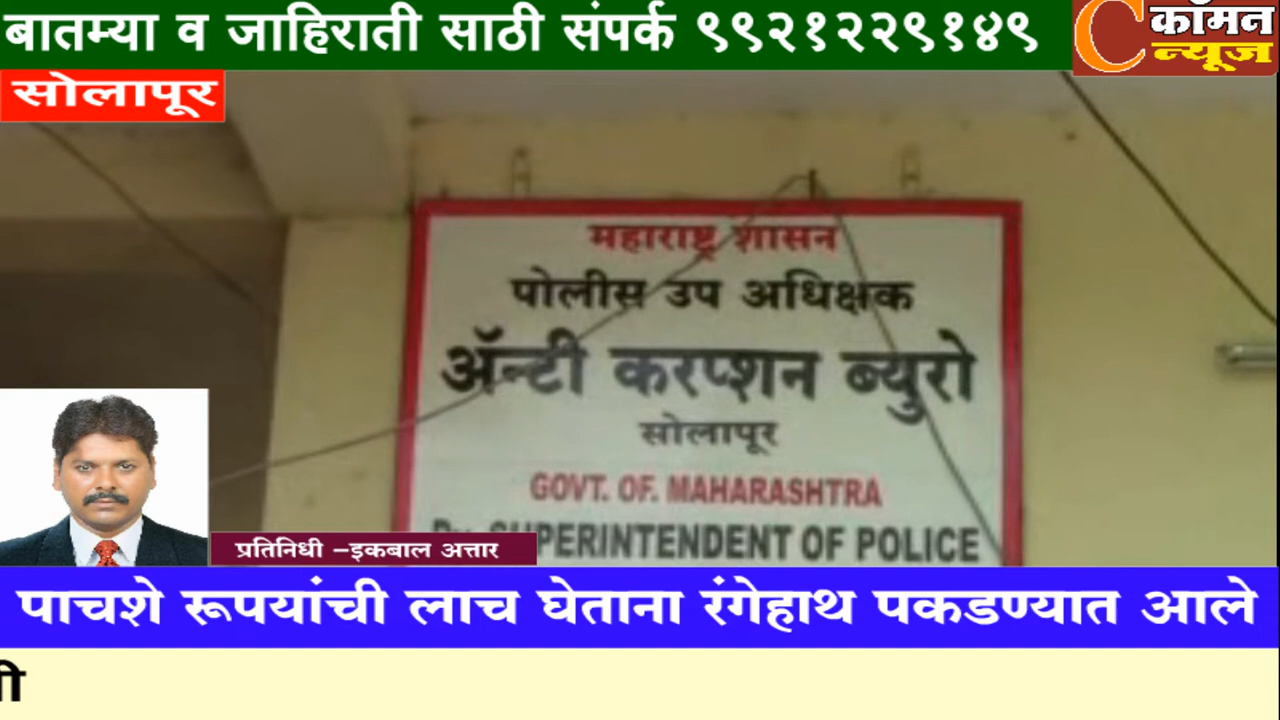 बातम्या व जाहिराती साठी संपर्क ९९२१२२९१४९
कॉमन
न्यूज
सोलापूर
महाराष्ट्र शासन
पोलीस उप अधिक्षक
ॲन्टी करप्शन ब्युरो
सोलापूर
GOVT. OF. MAHARASHTRA
Dy. SUPERINTENDENT OF POLICE
प्रतिनिधी -इकबाल अत्तार
पाचशे रूपयांची लाच घेताना रंगेहाथ पकडण्यात आले